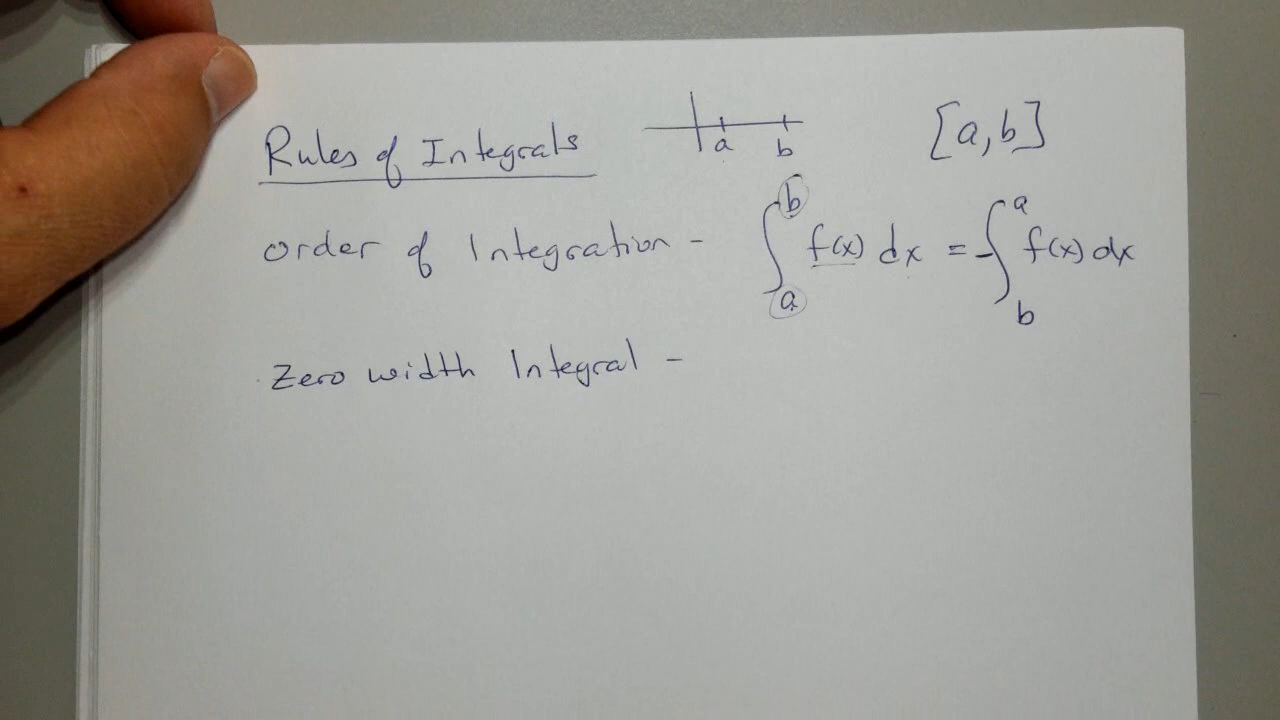 Rules of Integrals
a b
[a,b]
Order of Integration - ∫_a^b f(x) dx = -∫_b^a f(x) dx
Zero width Integral -